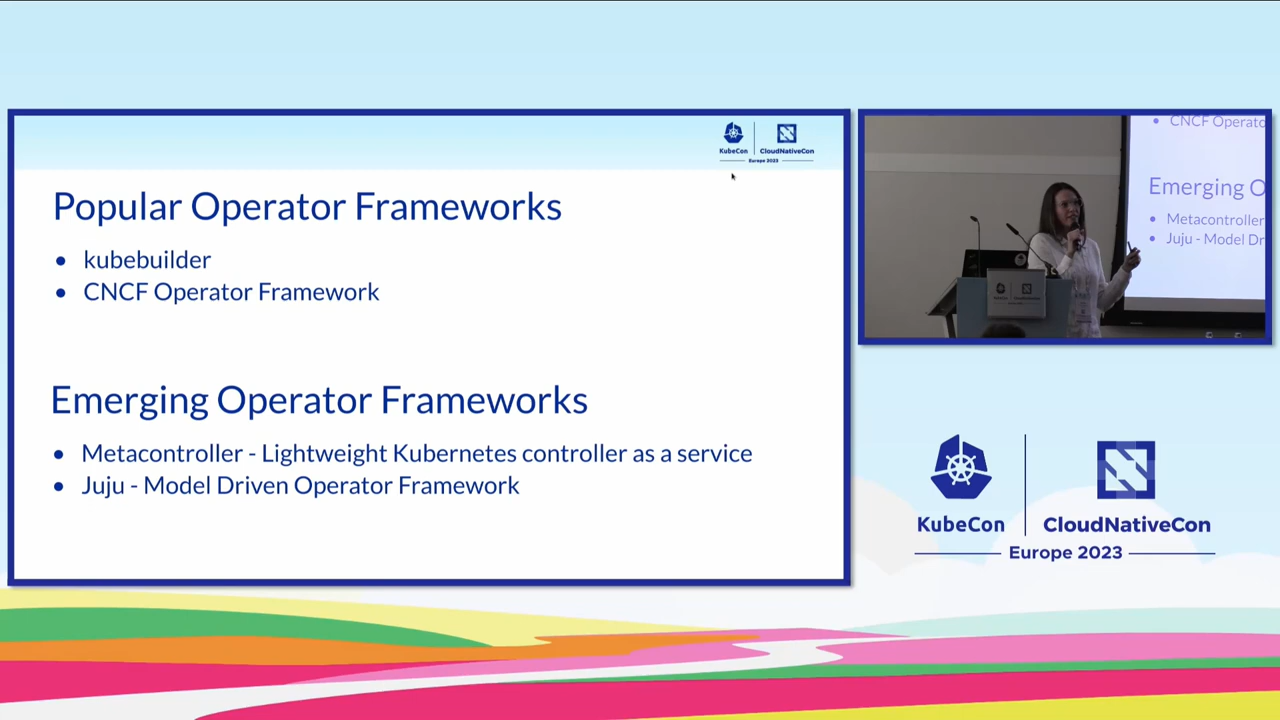 KubeCon
CloudNativeCon
Europe 2023
Popular Operator Frameworks
• kubebuilder
• CNCF Operator Framework
Emerging Operator Frameworks
• Metacontroller - Lightweight Kubernetes controller as a service
• Juju - Model Driven Operator Framework
• CNCF Operato
Emerging O
• Metacontroller
• Juju - Model Dr
KubeCon
CloudNativeCon
Europe 2023